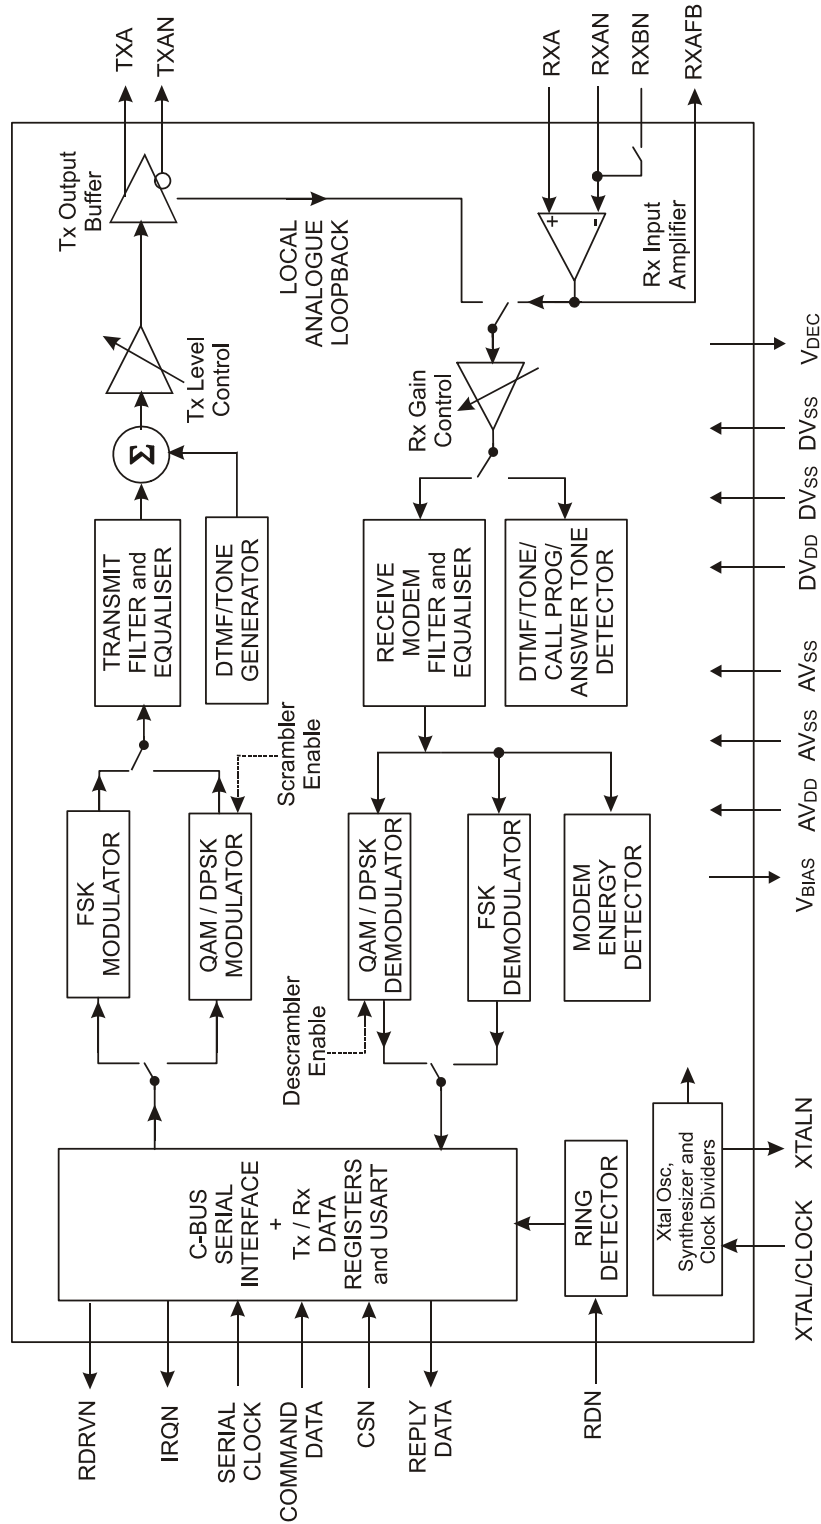 RDRVN
IRQN
SERIAL
CLOCK
COMMAND
DATA
CSN
REPLY
DATA
RDN
C-BUS
SERIAL
INTERFACE
+
Tx / Rx
DATA
REGISTERS
and USART
RING
DETECTOR
Xtal Osc,
Synthesizer and
Clock Dividers
XTAL/CLOCK
XTALN
FSK
MODULATOR
QAM / DPSK
MODULATOR
Scrambler
Enable
Descrambler
Enable
QAM / DPSK
DEMODULATOR
FSK
DEMODULATOR
MODEM
ENERGY
DETECTOR
TRANSMIT
FILTER and
EQUALISER
DTMF/TONE
GENERATOR
RECEIVE
MODEM
FILTER and
EQUALISER
DTMF/TONE/
CALL PROG/
ANSWER TONE
DETECTOR
Σ
Tx Level
Control
Rx Gain
Control
Tx Output
Buffer
LOCAL
ANALOGUE
LOOPBACK
+
-
Rx Input
Amplifier
TXA
TXAN
RXA
RXAN
RXBN
RXAFB
VBIAS
AVDD
AVSS
AVSS
DVDD
DVSS
DVSS
VDEC